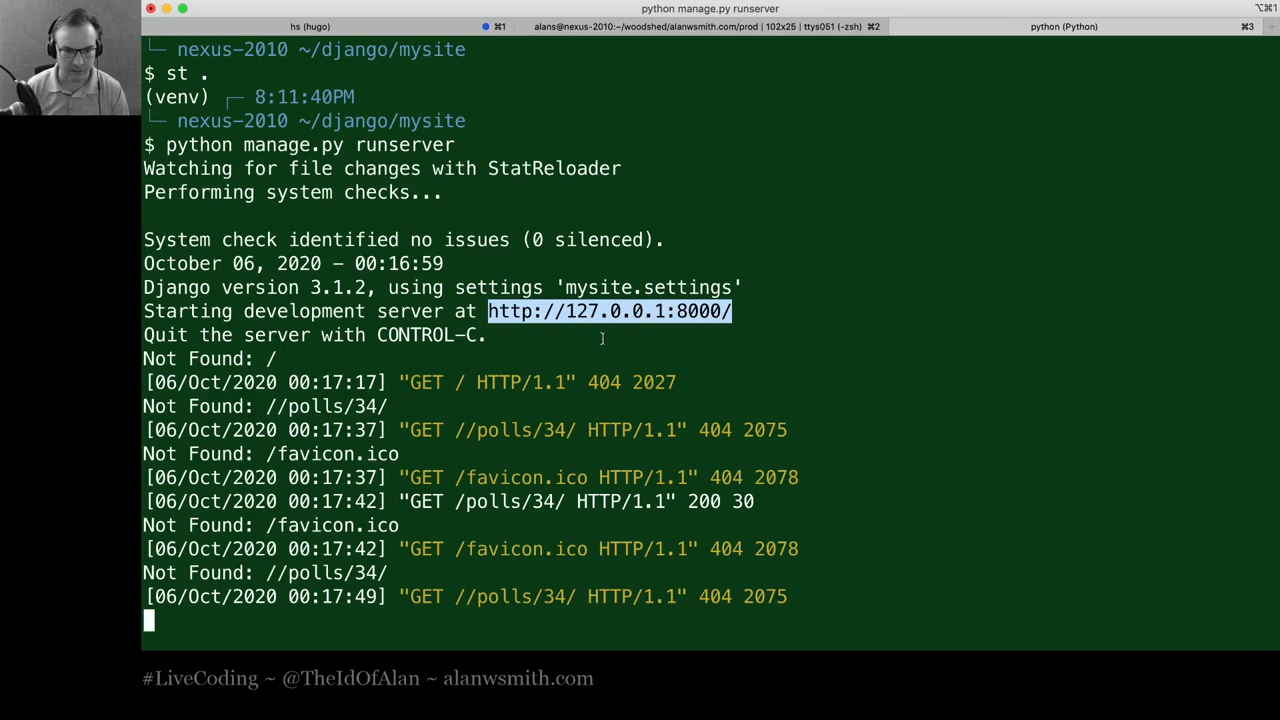 python manage.py runserver
⌥⌘1
hs (hugo)
⌘1
alans@nexus-2010:~/woodshed/alanwsmith.com/prod | 102x25 | ttys051 (-zsh)
⌘2
python (Python)
⌘3
└─ nexus-2010 ~/django/mysite
$ st .
(venv) ┌─ 8:11:40PM
└─ nexus-2010 ~/django/mysite
$ python manage.py runserver
Watching for file changes with StatReloader
Performing system checks...
System check identified no issues (0 silenced).
October 06, 2020 - 00:16:59
Django version 3.1.2, using settings 'mysite.settings'
Starting development server at http://127.0.0.1:8000/
Quit the server with CONTROL-C.
Not Found: /
[06/Oct/2020 00:17:17] "GET / HTTP/1.1" 404 2027
Not Found: //polls/34/
[06/Oct/2020 00:17:37] "GET //polls/34/ HTTP/1.1" 404 2075
Not Found: /favicon.ico
[06/Oct/2020 00:17:37] "GET /favicon.ico HTTP/1.1" 404 2078
[06/Oct/2020 00:17:42] "GET /polls/34/ HTTP/1.1" 200 30
Not Found: /favicon.ico
[06/Oct/2020 00:17:42] "GET /favicon.ico HTTP/1.1" 404 2078
Not Found: //polls/34/
[06/Oct/2020 00:17:49] "GET //polls/34/ HTTP/1.1" 404 2075
#LiveCoding ~ @TheIdOfAlan ~ alanwsmith.com